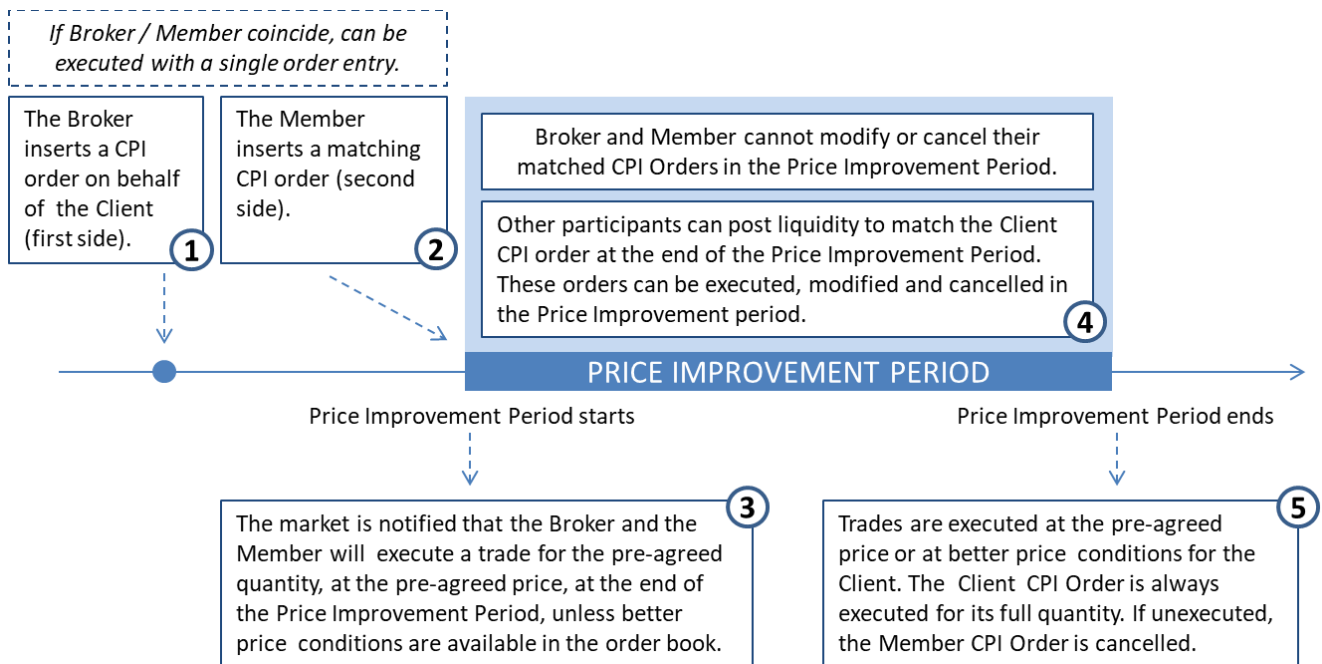 If Broker / Member coincide, can be
executed with a single order entry.
The Broker
inserts a CPI
order on behalf
of the Client
(first side).
1
The Member
inserts a matching
CPI order (second
side).
2
Broker and Member cannot modify or cancel their
matched CPI Orders in the Price Improvement Period.
Other participants can post liquidity to match the Client
CPI order at the end of the Price Improvement Period.
These orders can be executed, modified and cancelled in
the Price Improvement period.
4
PRICE IMPROVEMENT PERIOD
Price Improvement Period starts
Price Improvement Period ends
3
The market is notified that the Broker and the
Member will execute a trade for the pre-agreed
quantity, at the pre-agreed price, at the end of
the Price Improvement Period, unless better
price conditions are available in the order book.
5
Trades are executed at the pre-agreed
price or at better price conditions for the
Client. The Client CPI Order is always
executed for its full quantity. If unexecuted,
the Member CPI Order is cancelled.